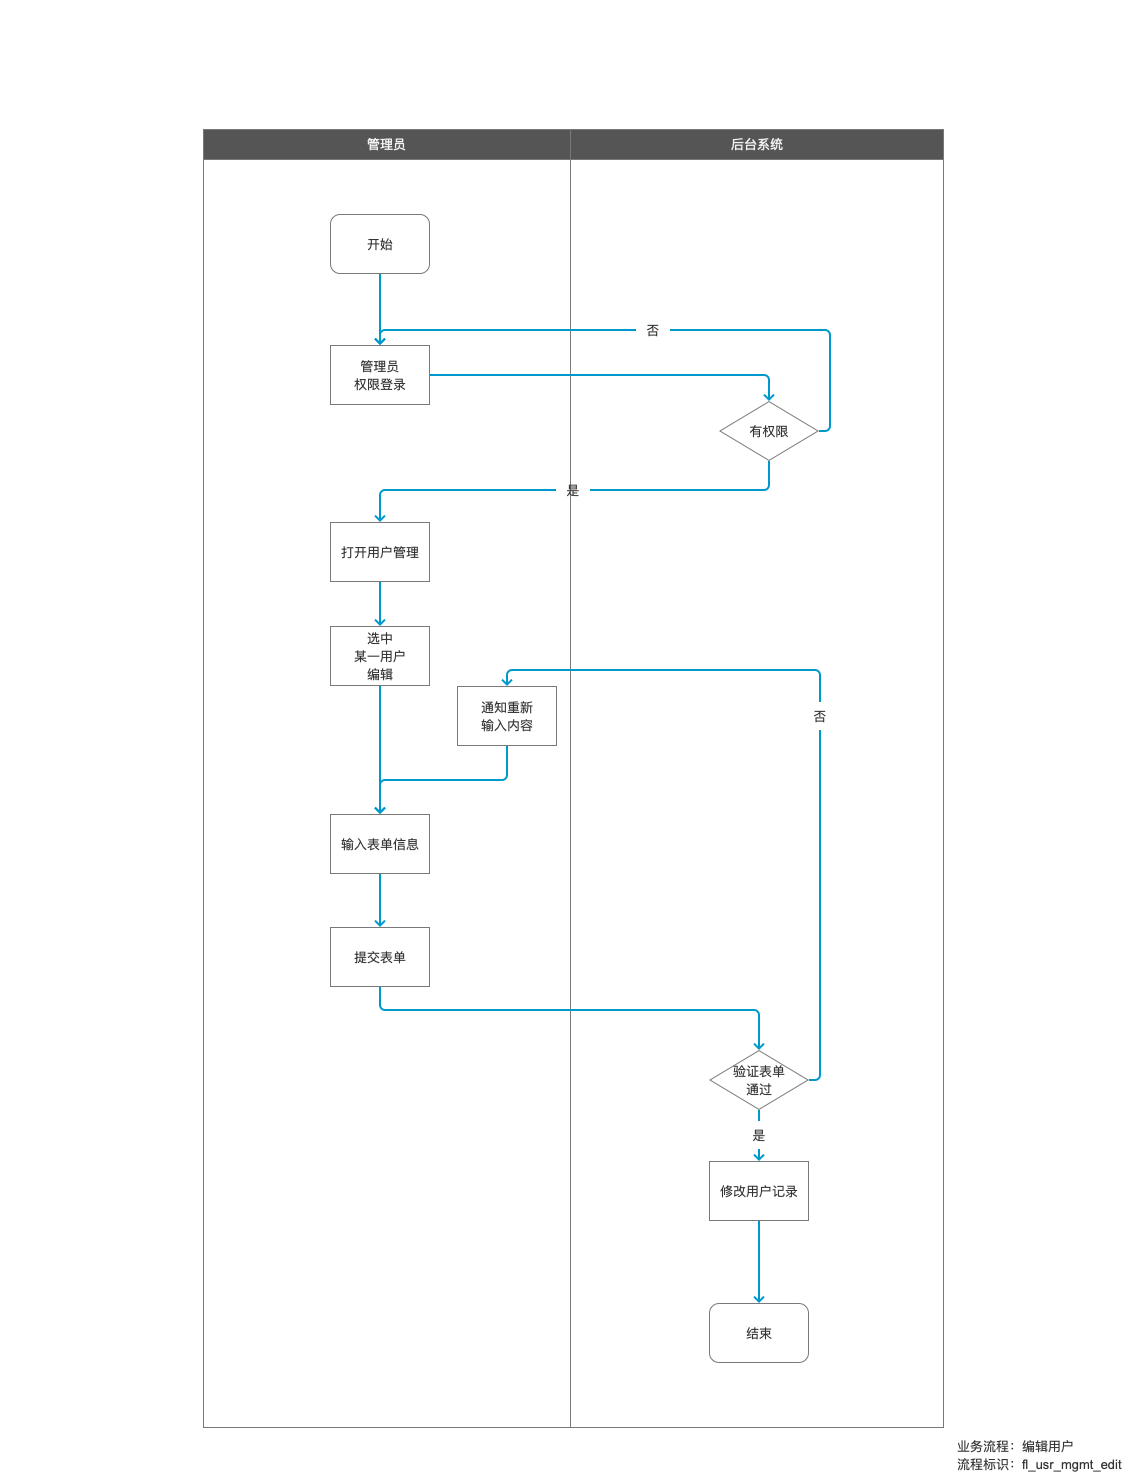 管理员
后台系统
开始
否
管理员
权限登录
有权限
是
打开用户管理
选中
某一用户
编辑
通知重新
输入内容
否
输入表单信息
提交表单
验证表单
通过
是
修改用户记录
结束
业务流程：编辑用户
流程标识：fl_usr_mgmt_edit